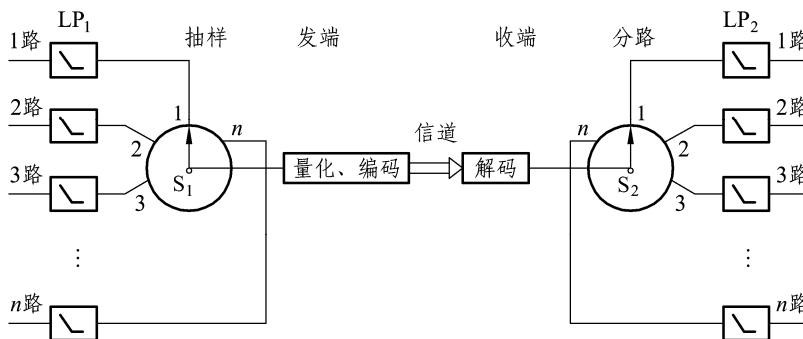 LP₁ 抽样 发端 收端 分路 LP₂
1路 1路
1 1
2路 n 信道 n 2路
2 2
3路 S₁ 量化、编码 解码 S₂ 3路
3 3
⋮ ⋮
n路 n路